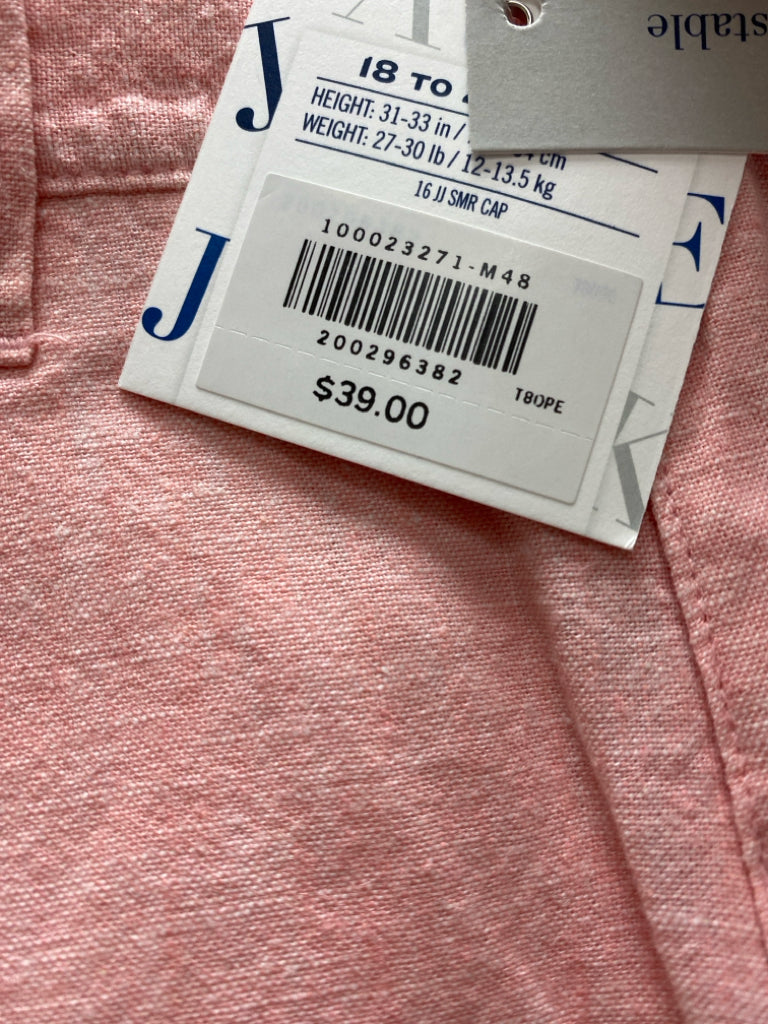 stable
18 TO
HEIGHT: 31-33 in /
cm
WEIGHT: 27-30 lb / 12-13.5 kg
16 JJ SMR CAP
100023271-M48
200296382
T80PE
$39.00
J
J
A
E
K